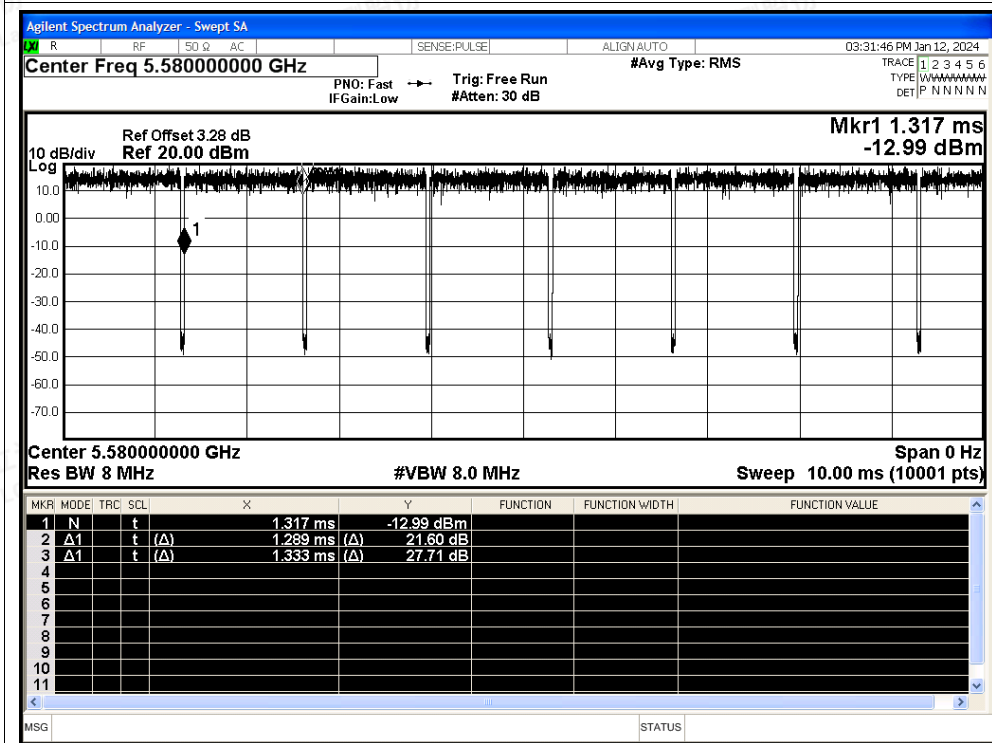 Agilent Spectrum Analyzer - Swept SA
LXI R RF 50 Ω AC SENSE:PULSE ALIGN AUTO 03:31:46 PM Jan 12, 2024
Center Freq 5.580000000 GHz
#Avg Type: RMS
TRACE 1 2 3 4 5 6
PNO: Fast Trig: Free Run
TYPE WWWWWW
IFGain:Low #Atten: 30 dB
DET P N N N N N
Mkr1 1.317 ms
Ref Offset 3.28 dB
10 dB/div Ref 20.00 dBm -12.99 dBm
Log
10.0
0.00
1
-10.0
-20.0
-30.0
-40.0
-50.0
-60.0
-70.0
Center 5.580000000 GHz Span 0 Hz
Res BW 8 MHz #VBW 8.0 MHz Sweep 10.00 ms (10001 pts)
MKR MODE TRC SCL X Y FUNCTION FUNCTION WIDTH FUNCTION VALUE
1 N t 1.317 ms -12.99 dBm
2 Δ1 t (Δ) 1.289 ms (Δ) 21.60 dB
3 Δ1 t (Δ) 1.333 ms (Δ) 27.71 dB
4
5
6
7
8
9
10
11
MSG STATUS